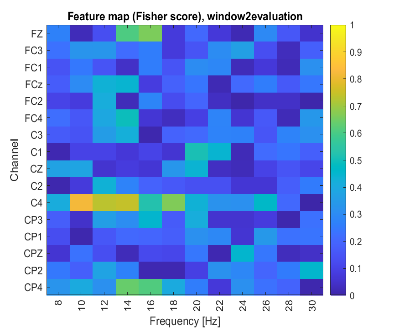 Feature map (Fisher score), window2evaluation
Channel
FZ
FC3
FC1
FCz
FC2
FC4
C3
C1
CZ
C2
C4
CP3
CP1
CPZ
CP2
CP4
8 10 12 14 16 18 20 22 24 26 28 30
Frequency [Hz]
1
0.9
0.8
0.7
0.6
0.5
0.4
0.3
0.2
0.1
0